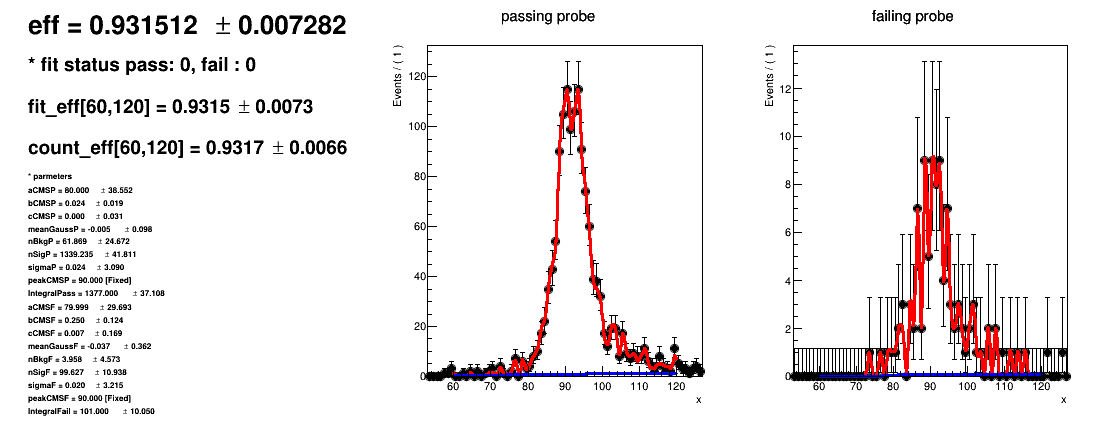 eff = 0.931512 ± 0.007282
* fit status pass: 0, fail : 0
fit_eff[60,120] = 0.9315 ± 0.0073
count_eff[60,120] = 0.9317 ± 0.0066
* parmeters
aCMSP = 80.000 ± 38.552
bCMSP = 0.024 ± 0.019
cCMSP = 0.000 ± 0.031
meanGaussP = -0.005 ± 0.098
nBkgP = 61.869 ± 24.672
nSigP = 1339.235 ± 41.811
sigmaP = 0.024 ± 3.090
peakCMSP = 90.000 [Fixed]
IntegralPass = 1377.000 ± 37.108
aCMSF = 79.999 ± 29.693
bCMSF = 0.250 ± 0.124
cCMSF = 0.007 ± 0.169
meanGaussF = -0.037 ± 0.362
nBkgF = 3.958 ± 4.573
nSigF = 99.627 ± 10.938
sigmaF = 0.020 ± 3.215
peakCMSF = 90.000 [Fixed]
IntegralFail = 101.000 ± 10.050
passing probe
Events / ( 1 )
120
100
80
60
40
20
0
60 70 80 90 100 110 120
x
failing probe
Events / ( 1 )
12
10
8
6
4
2
0
60 70 80 90 100 110 120
x